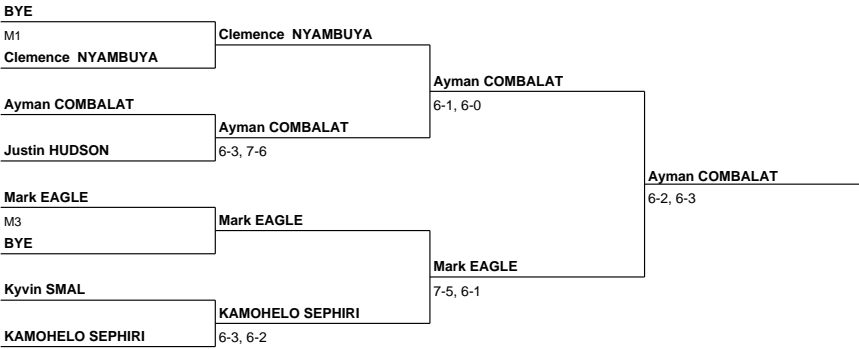 BYE
M1
Clemence  NYAMBUYA
Clemence  NYAMBUYA
Ayman COMBALAT
6-1, 6-0
Ayman COMBALAT
Ayman COMBALAT
Justin HUDSON
6-3, 7-6
Ayman COMBALAT
6-2, 6-3
Mark EAGLE
M3
Mark EAGLE
BYE
Mark EAGLE
7-5, 6-1
Kyvin SMAL
KAMOHELO SEPHIRI
KAMOHELO SEPHIRI
6-3, 6-2